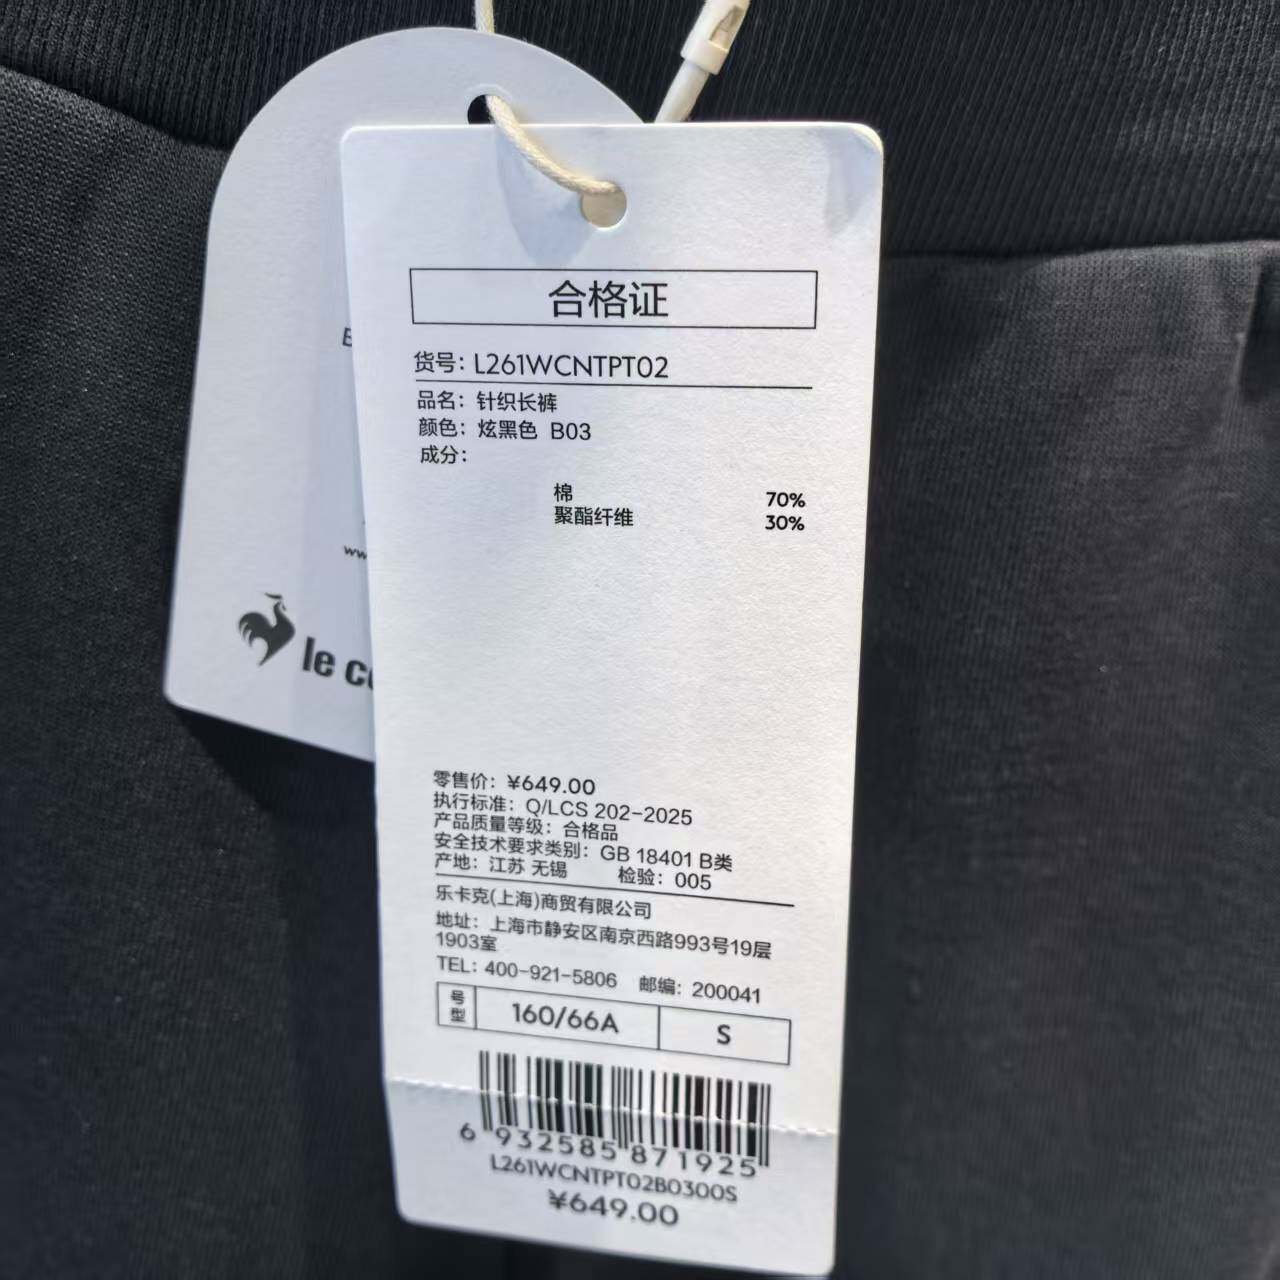 合格证
货号：L261WCNTPT02
品名：针织长裤
颜色：炫黑色 B03
成分：
棉 70%
聚酯纤维 30%
零售价：¥649.00
执行标准：Q/LCS 202-2025
产品质量等级：合格品
安全技术要求类别：GB 18401 B类
产地：江苏 无锡 检验：005
乐卡克(上海)商贸有限公司
地址：上海市静安区南京西路993号19层
1903室
TEL：400-921-5806 邮编：200041
号型 160/66A S
6 932585 871925
L261WCNTPT02B0300S
¥649.00
le co
ww
E
A